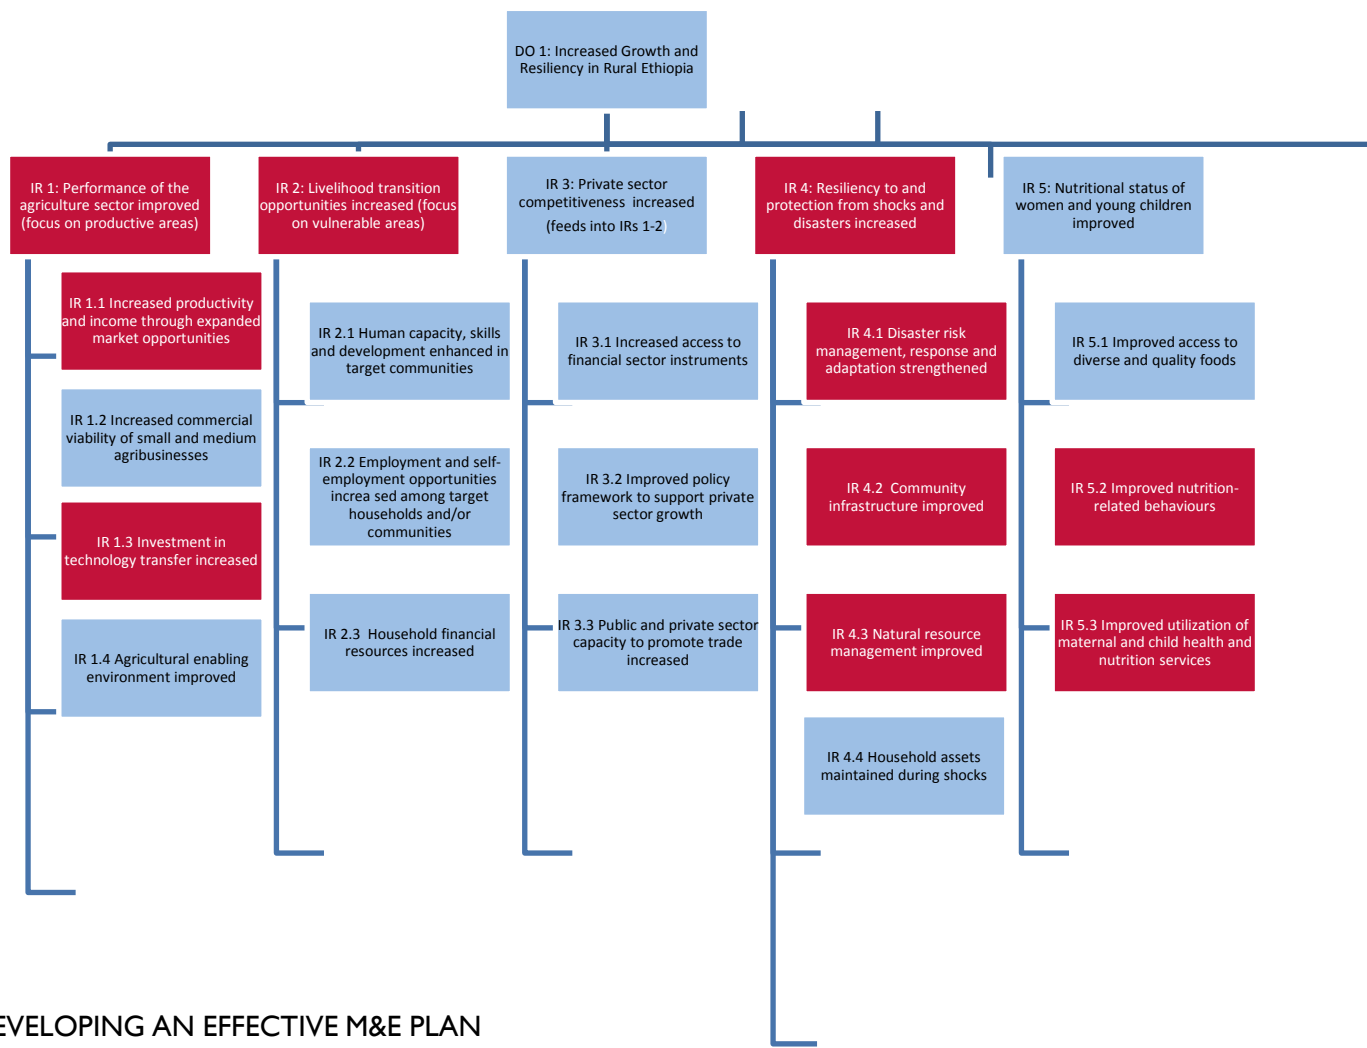 DO 1: Increased Growth and
Resiliency in Rural Ethiopia
IR 1: Performance of the
agriculture sector improved
(focus on productive areas)
IR 1.1 Increased productivity
and income through expanded
market opportunities
IR 1.2 Increased commercial
viability of small and medium
agribusinesses
IR 1.3 Investment in
technology transfer increased
IR 1.4 Agricultural enabling
environment improved
IR 2: Livelihood transition
opportunities increased (focus
on vulnerable areas)
IR 2.1 Human capacity, skills
and development enhanced in
target communities
IR 2.2 Employment and self-
employment opportunities
increa sed among target
households and/or
communities
IR 2.3 Household financial
resources increased
IR 3: Private sector
competitiveness increased
(feeds into IRs 1-2)
IR 3.1 Increased access to
financial sector instruments
IR 3.2 Improved policy
framework to support private
sector growth
IR 3.3 Public and private sector
capacity to promote trade
increased
IR 4: Resiliency to and
protection from shocks and
disasters increased
IR 4.1 Disaster risk
management, response and
adaptation strengthened
IR 4.2 Community
infrastructure improved
IR 4.3 Natural resource
management improved
IR 4.4 Household assets
maintained during shocks
IR 5: Nutritional status of
women and young children
improved
IR 5.1 Improved access to
diverse and quality foods
IR 5.2 Improved nutrition-
related behaviours
IR 5.3 Improved utilization of
maternal and child health and
nutrition services
EVELOPING AN EFFECTIVE M&E PLAN